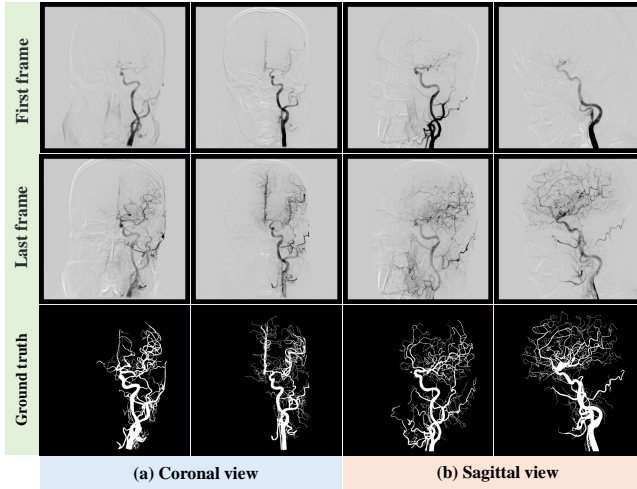 First frame
Last frame
Ground truth
(a) Coronal view
(b) Sagittal view